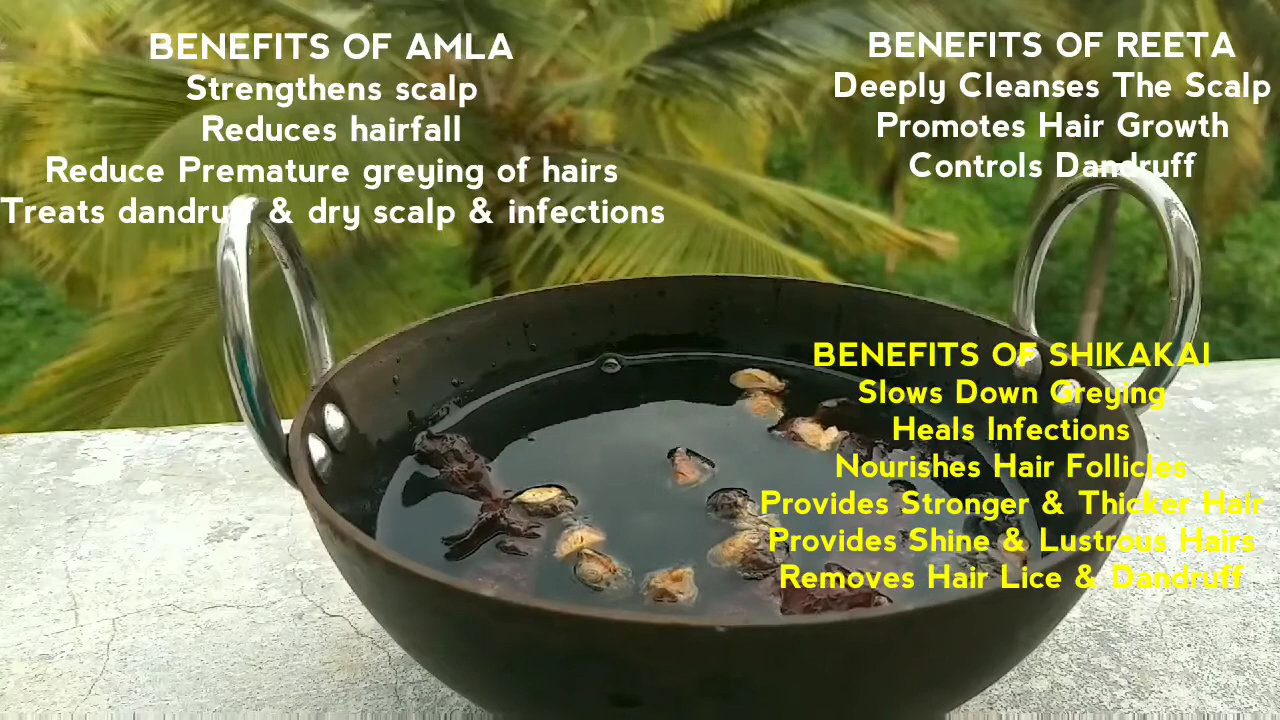 BENEFITS OF AMLA
Strengthens scalp
Reduces hairfall
Reduce Premature greying of hairs
Treats dandruff & dry scalp & infections
BENEFITS OF REETA
Deeply Cleanses The Scalp
Promotes Hair Growth
Controls Dandruff
BENEFITS OF SHIKAKAI
Slows Down Greying
Heals Infections
Nourishes Hair Follicles
Provides Stronger & Thicker Hair
Provides Shine & Lustrous Hairs
Removes Hair Lice & Dandruff